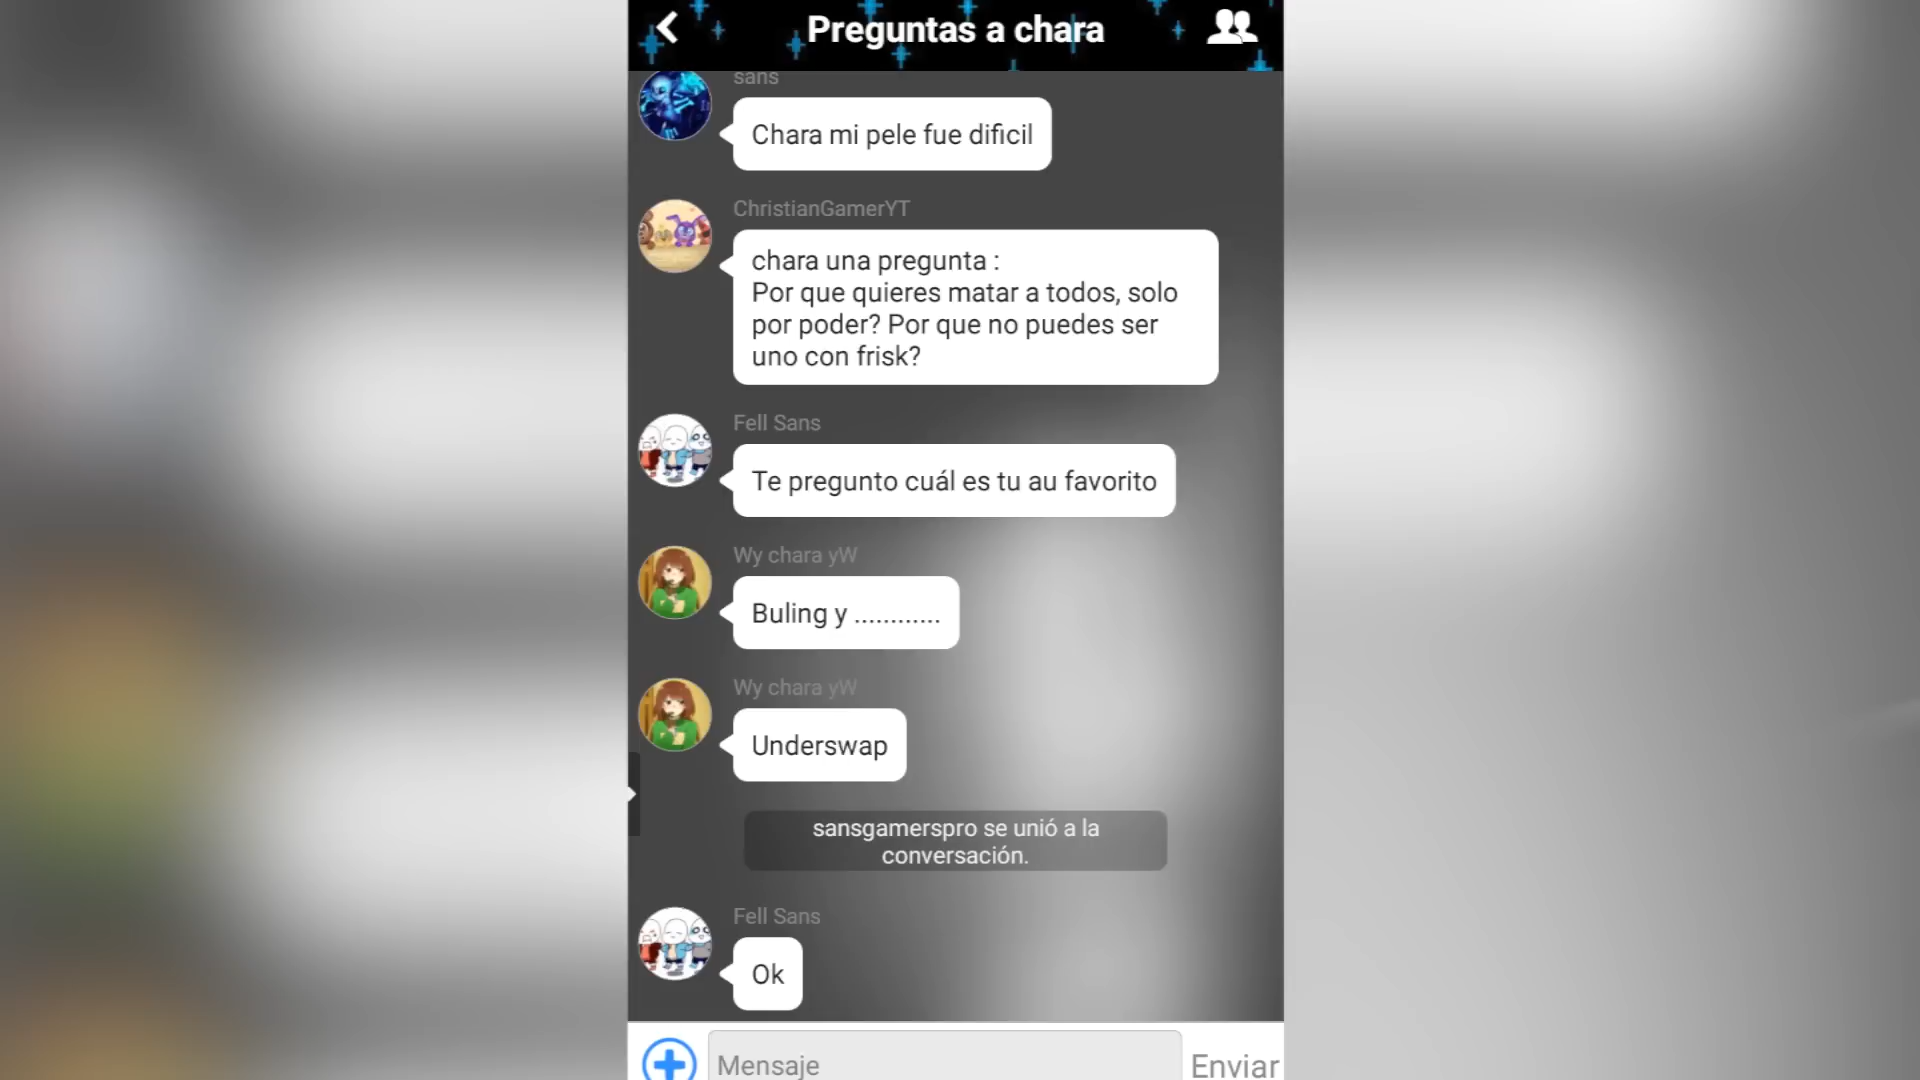 Preguntas a chara
sans
Chara mi pele fue dificil
ChristianGamerYT
chara una pregunta :
Por que quieres matar a todos, solo
por poder? Por que no puedes ser
uno con frisk?
Fell Sans
Te pregunto cuál es tu au favorito
Wy chara yW
Buling y ............
Wy chara yW
Underswap
sansgamerspro se unió a la
conversación.
Fell Sans
Ok
Mensaje
Enviar